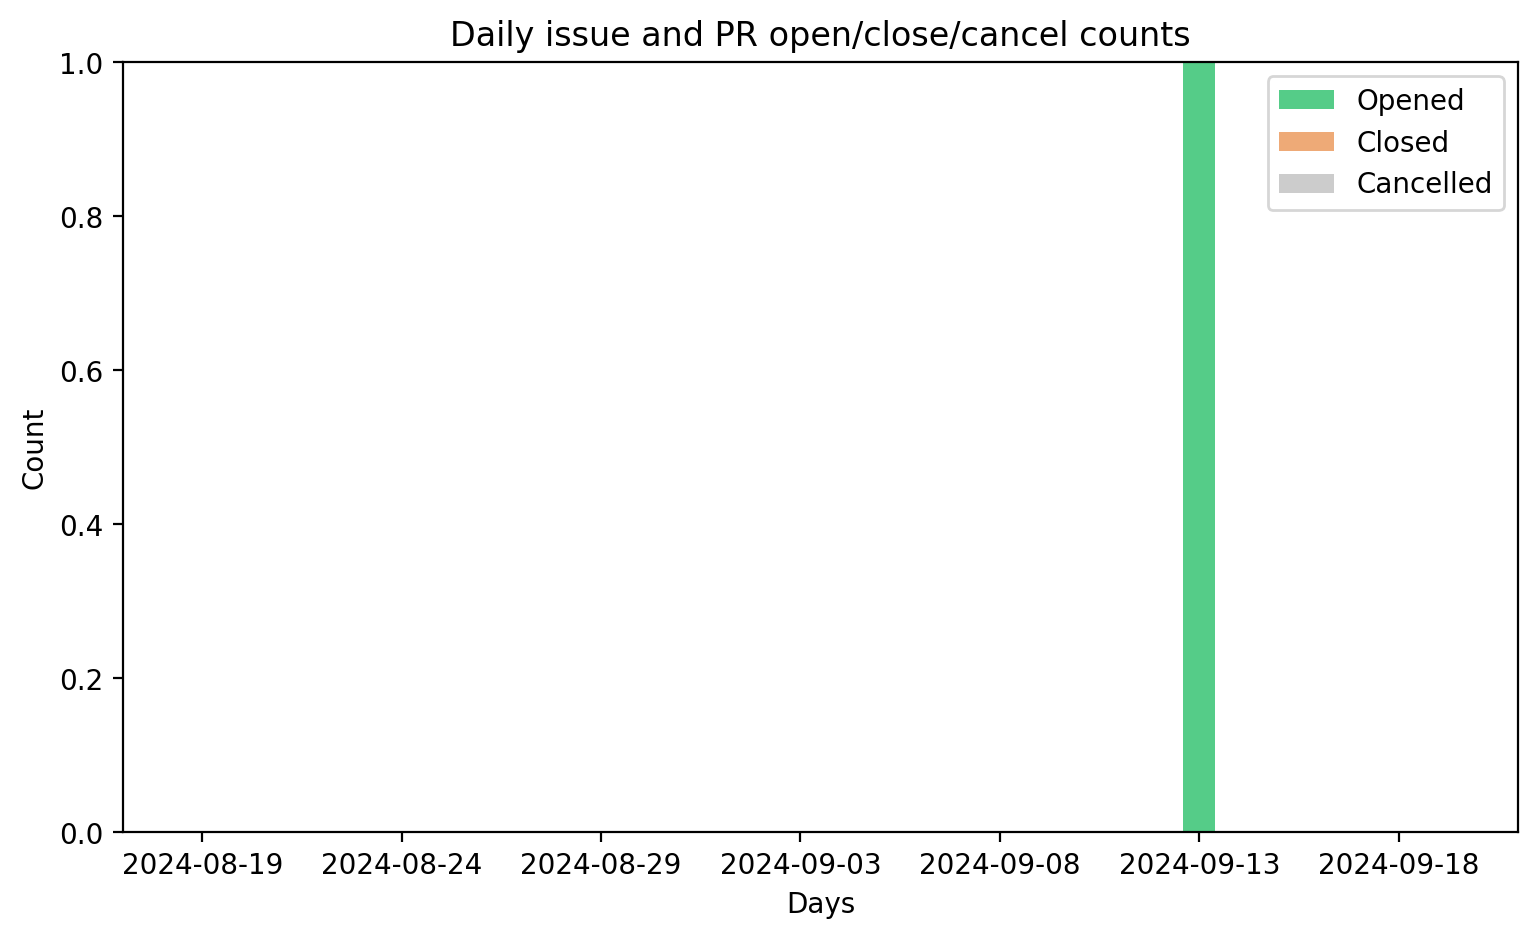 Daily issue and PR open/close/cancel counts
1.0
0.8
0.6
0.4
0.2
0.0
Count
Opened
Closed
Cancelled
2024-08-19 2024-08-24 2024-08-29 2024-09-03 2024-09-08 2024-09-13 2024-09-18
Days